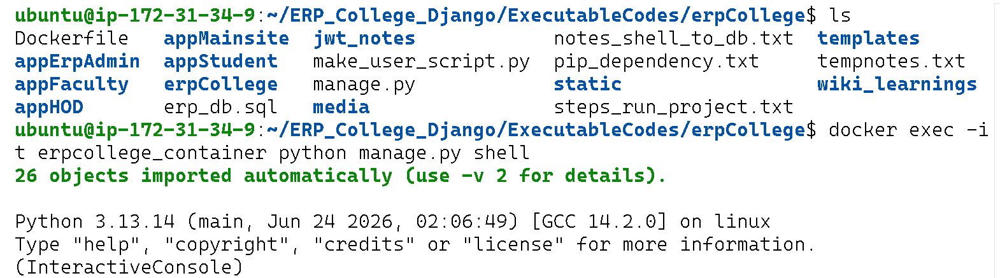 ubuntu@ip-172-31-34-9:~/ERP_College_Django/ExecutableCodes/erpCollege$ ls
Dockerfile appMainsite jwt_notes notes_shell_to_db.txt templates
appErpAdmin appStudent make_user_script.py pip_dependency.txt tempnotes.txt
appFaculty erpCollege manage.py static wiki_learnings
appHOD erp_db.sql media steps_run_project.txt
ubuntu@ip-172-31-34-9:~/ERP_College_Django/ExecutableCodes/erpCollege$ docker exec -i
t erpcollege_container python manage.py shell
26 objects imported automatically (use -v 2 for details).
Python 3.13.14 (main, Jun 24 2026, 02:06:49) [GCC 14.2.0] on linux
Type "help", "copyright", "credits" or "license" for more information.
(InteractiveConsole)